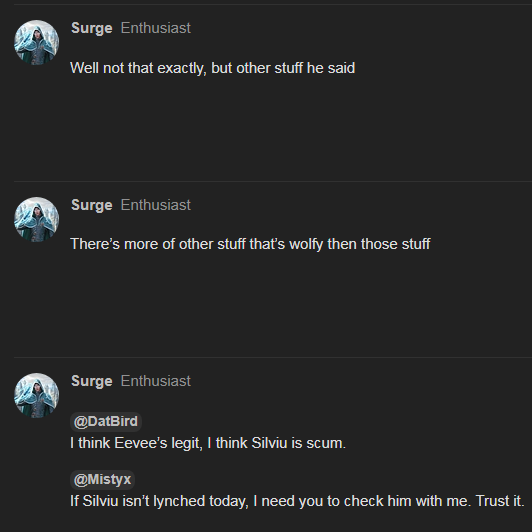 Surge Enthusiast
Well not that exactly, but other stuff he said
Surge Enthusiast
There's more of other stuff that's wolfy then those stuff
Surge Enthusiast
@DatBird
I think Eevee's legit, I think Silviu is scum.
@Mistyx
If Silviu isn't lynched today, I need you to check him with me. Trust it.